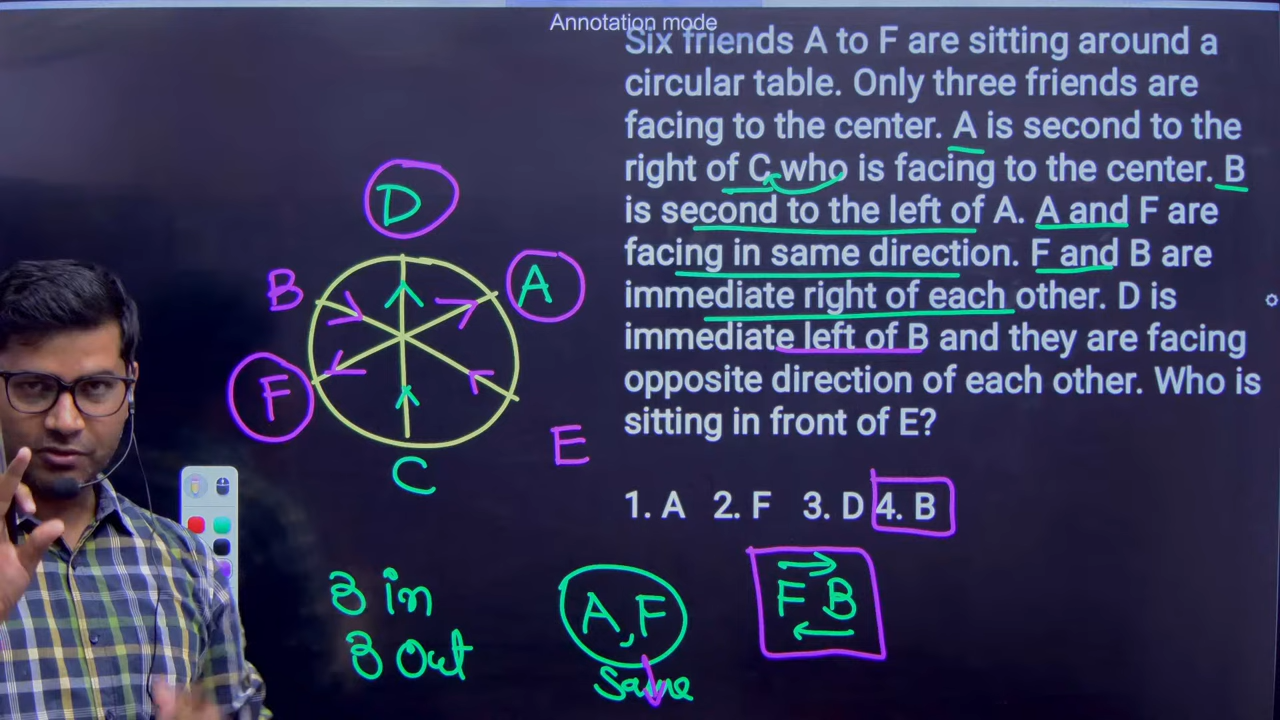 Annotation mode
Six friends A to F are sitting around a
circular table. Only three friends are
facing to the center. A is second to the
right of C who is facing to the center. B
is second to the left of A. A and F are
facing in same direction. F and B are
immediate right of each other. D is
immediate left of B and they are facing
opposite direction of each other. Who is
sitting in front of E?
1. A 2. F 3. D 4. B
D
B
A
F
E
C
3 in
3 Out
A, F
Same
F B